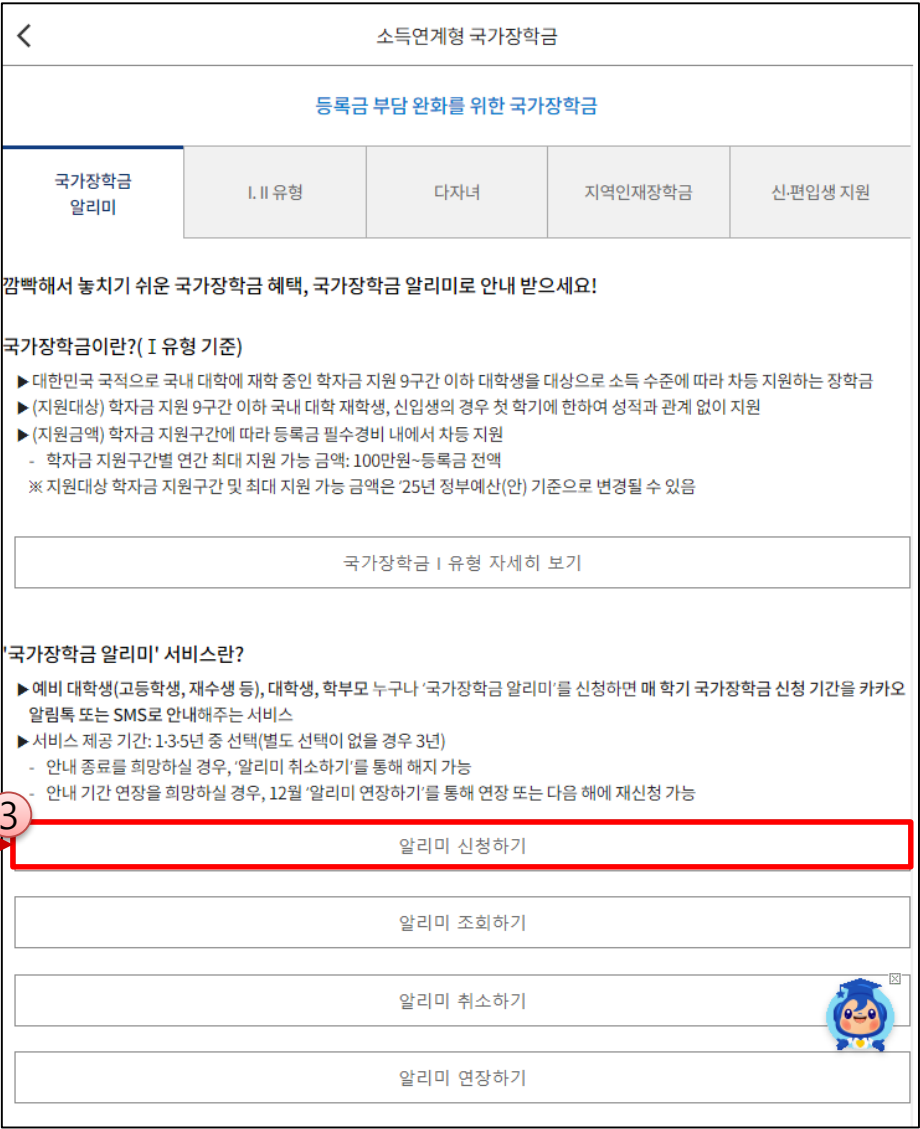 소득연계형 국가장학금
등록금 부담 완화를 위한 국가장학금
국가장학금
알리미
I. II 유형
다자녀
지역인재장학금
신·편입생 지원
깜빡해서 놓치기 쉬운 국가장학금 혜택, 국가장학금 알리미로 안내 받으세요!
국가장학금이란?( I 유형 기준)
▶ 대한민국 국적으로 국내 대학에 재학 중인 학자금 지원 9구간 이하 대학생을 대상으로 소득 수준에 따라 차등 지원하는 장학금
▶ (지원대상) 학자금 지원 9구간 이하 국내 대학 재학생, 신입생의 경우 첫 학기에 한하여 성적과 관계 없이 지원
▶ (지원금액) 학자금 지원구간에 따라 등록금 필수경비 내에서 차등 지원
- 학자금 지원구간별 연간 최대 지원 가능 금액: 100만원~등록금 전액
※ 지원대상 학자금 지원구간 및 최대 지원 가능 금액은 '25년 정부예산(안) 기준으로 변경될 수 있음
국가장학금 I 유형 자세히 보기
'국가장학금 알리미' 서비스란?
▶ 예비 대학생(고등학생, 재수생 등), 대학생, 학부모 누구나 '국가장학금 알리미'를 신청하면 매 학기 국가장학금 신청 기간을 카카오
알림톡 또는 SMS로 안내해주는 서비스
▶ 서비스 제공 기간: 1·3·5년 중 선택(별도 선택이 없을 경우 3년)
- 안내 종료를 희망하실 경우, '알리미 취소하기'를 통해 해지 가능
- 안내 기간 연장을 희망하실 경우, 12월 '알리미 연장하기'를 통해 연장 또는 다음 해에 재신청 가능
3
알리미 신청하기
알리미 조회하기
알리미 취소하기
알리미 연장하기